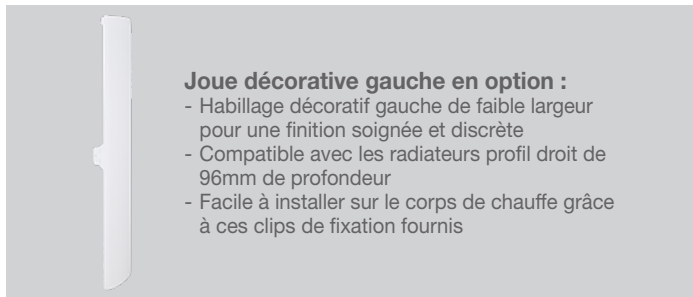 Joue décorative gauche en option :
- Habillage décoratif gauche de faible largeur
pour une finition soignée et discrète
- Compatible avec les radiateurs profil droit de
96mm de profondeur
- Facile à installer sur le corps de chauffe grâce
à ces clips de fixation fournis